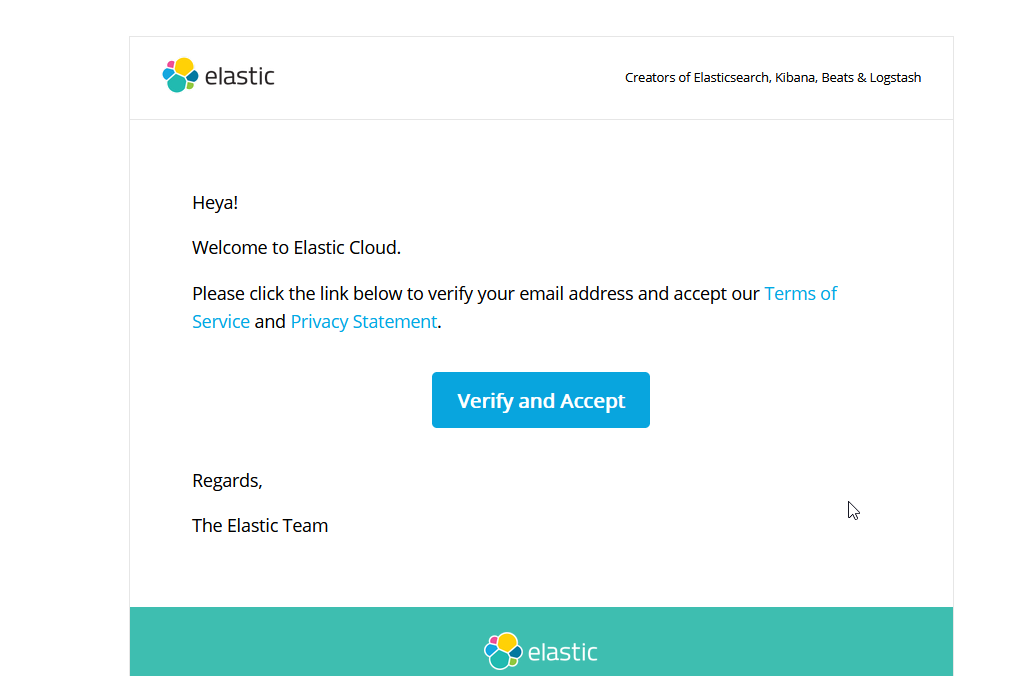 elastic
Creators of Elasticsearch, Kibana, Beats & Logstash
Heya!
Welcome to Elastic Cloud.
Please click the link below to verify your email address and accept our Terms of
Service and Privacy Statement.
Verify and Accept
Regards,
The Elastic Team
elastic